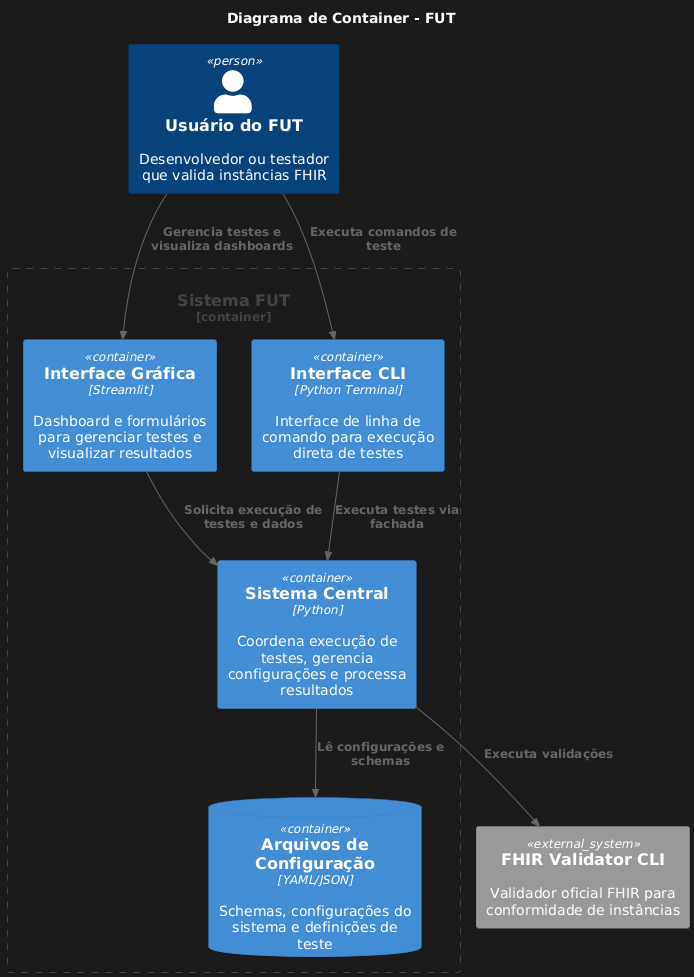 Diagrama de Container - FUT
«person»
Usuário do FUT
Desenvolvedor ou testador
que valida instâncias FHIR
Gerencia testes e
visualiza dashboards
Executa comandos de
teste
Sistema FUT
[container]
«container»
Interface Gráfica
[Streamlit]
Dashboard e formulários
para gerenciar testes e
visualizar resultados
«container»
Interface CLI
[Python Terminal]
Interface de linha de
comando para execução
direta de testes
Solicita execução de
testes e dados
Executa testes via
fachada
«container»
Sistema Central
[Python]
Coordena execução de
testes, gerencia
configurações e processa
resultados
Lê configurações e
schemas
Executa validações
«container»
Arquivos de
Configuração
[YAML/JSON]
Schemas, configurações do
sistema e definições de
teste
«external_system»
FHIR Validator CLI
Validador oficial FHIR para
conformidade de instâncias